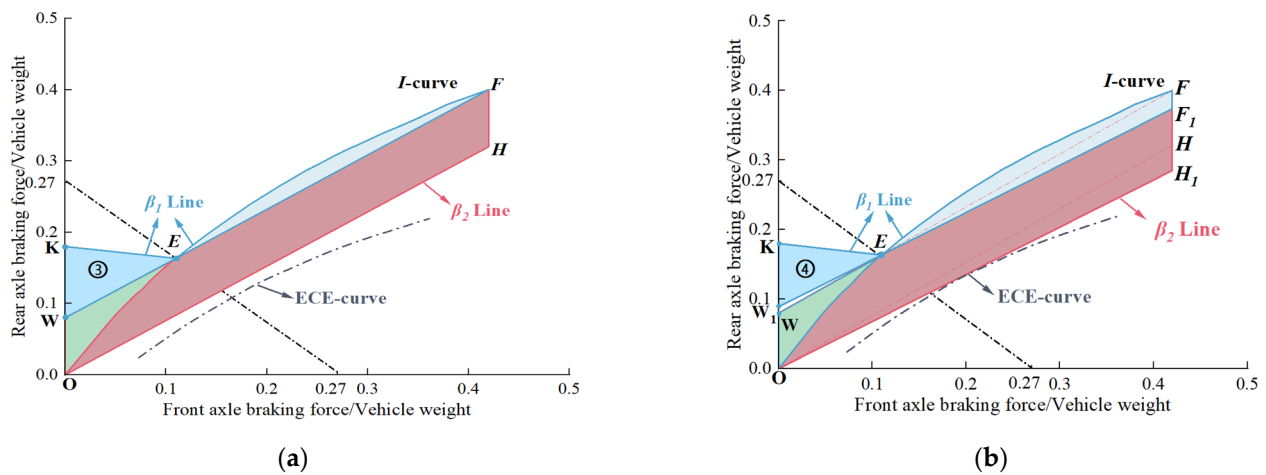 Rear axle braking force/Vehicle weight
0.5
0.4
0.3
0.27
0.2
K
0.1
W
0.0
O
③
β1 Line
E
I-curve
F
H
β2 Line
ECE-curve
0.1
0.2
0.27
0.3
0.4
0.5
Front axle braking force/Vehicle weight
(a)
Rear axle braking force/Vehicle weight
0.5
0.4
0.3
0.27
0.2
K
0.1
W1
W
0.0
O
④
β1 Line
E
I-curve
F
F1
H
H1
β2 Line
ECE-curve
0.1
0.2
0.27
0.3
0.4
0.5
Front axle braking force/Vehicle weight
(b)